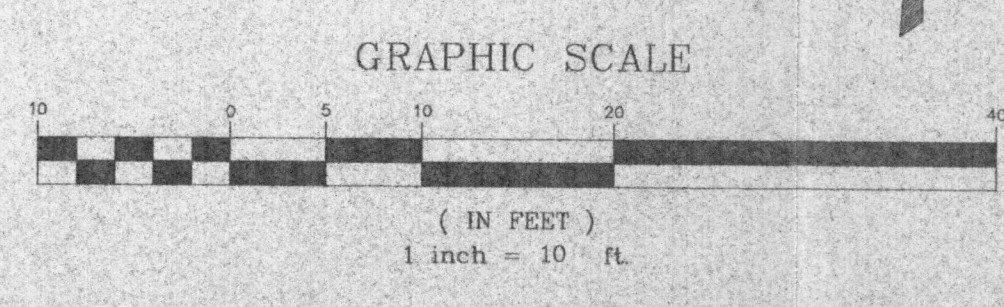 GRAPHIC SCALE
10 0 5 10 20 40
( IN FEET )
1 inch = 10 ft.